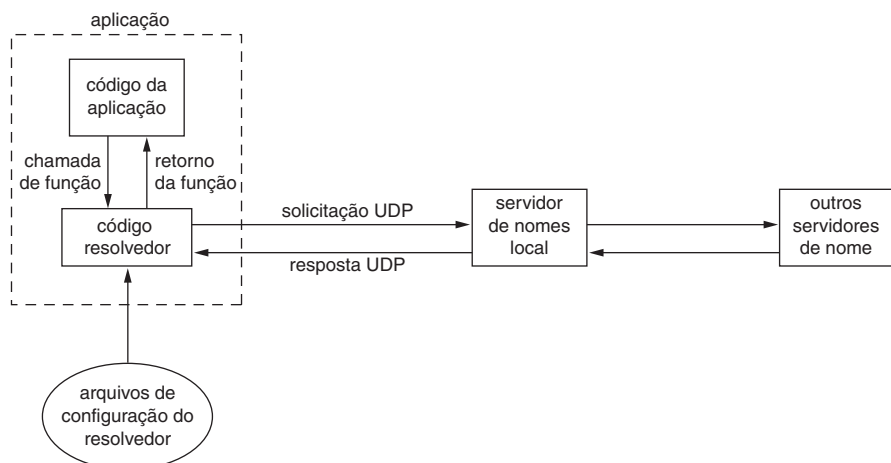 aplicação
código da
aplicação
chamada
de função
retorno
da função
código
resolvedor
solicitação UDP
resposta UDP
servidor
de nomes
local
outros
servidores
de nome
arquivos de
configuração do
resolvedor